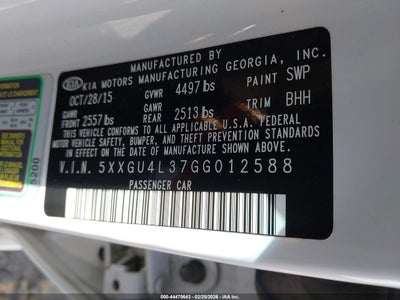 MANUFACTURED BY
KIA KIA MOTORS MANUFACTURING GEORGIA, INC.
OCT/28/15 GVWR 4497 lbs PAINT SWP
GAWR FRONT 2557 lbs GAWR REAR 2513 lbs TRIM BHH
THIS VEHICLE CONFORMS TO ALL APPLICABLE U.S.A. FEDERAL
MOTOR VEHICLE SAFETY, BUMPER, AND THEFT PREVENTION STANDARDS
IN EFFECT ON THE DATE OF MANUFACTURE SHOWN ABOVE.
V.I.N. 5XXGU4L37GG012588
PASSENGER CAR
5200
000-44470643 - 02/28/2026 - IAA Inc.